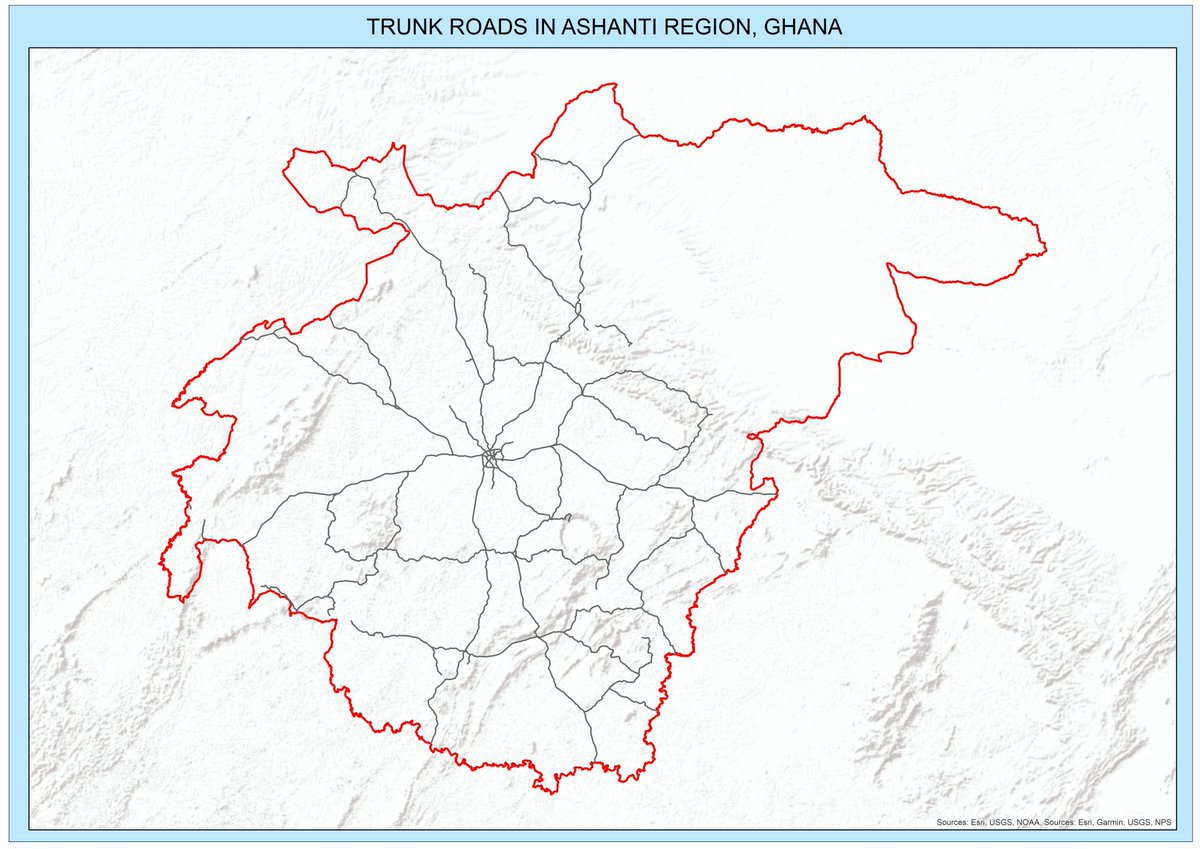 TRUNK ROADS IN ASHANTI REGION, GHANA
Sources: Esri, USGS, NOAA, Sources: Esri, Garmin, USGS, NPS